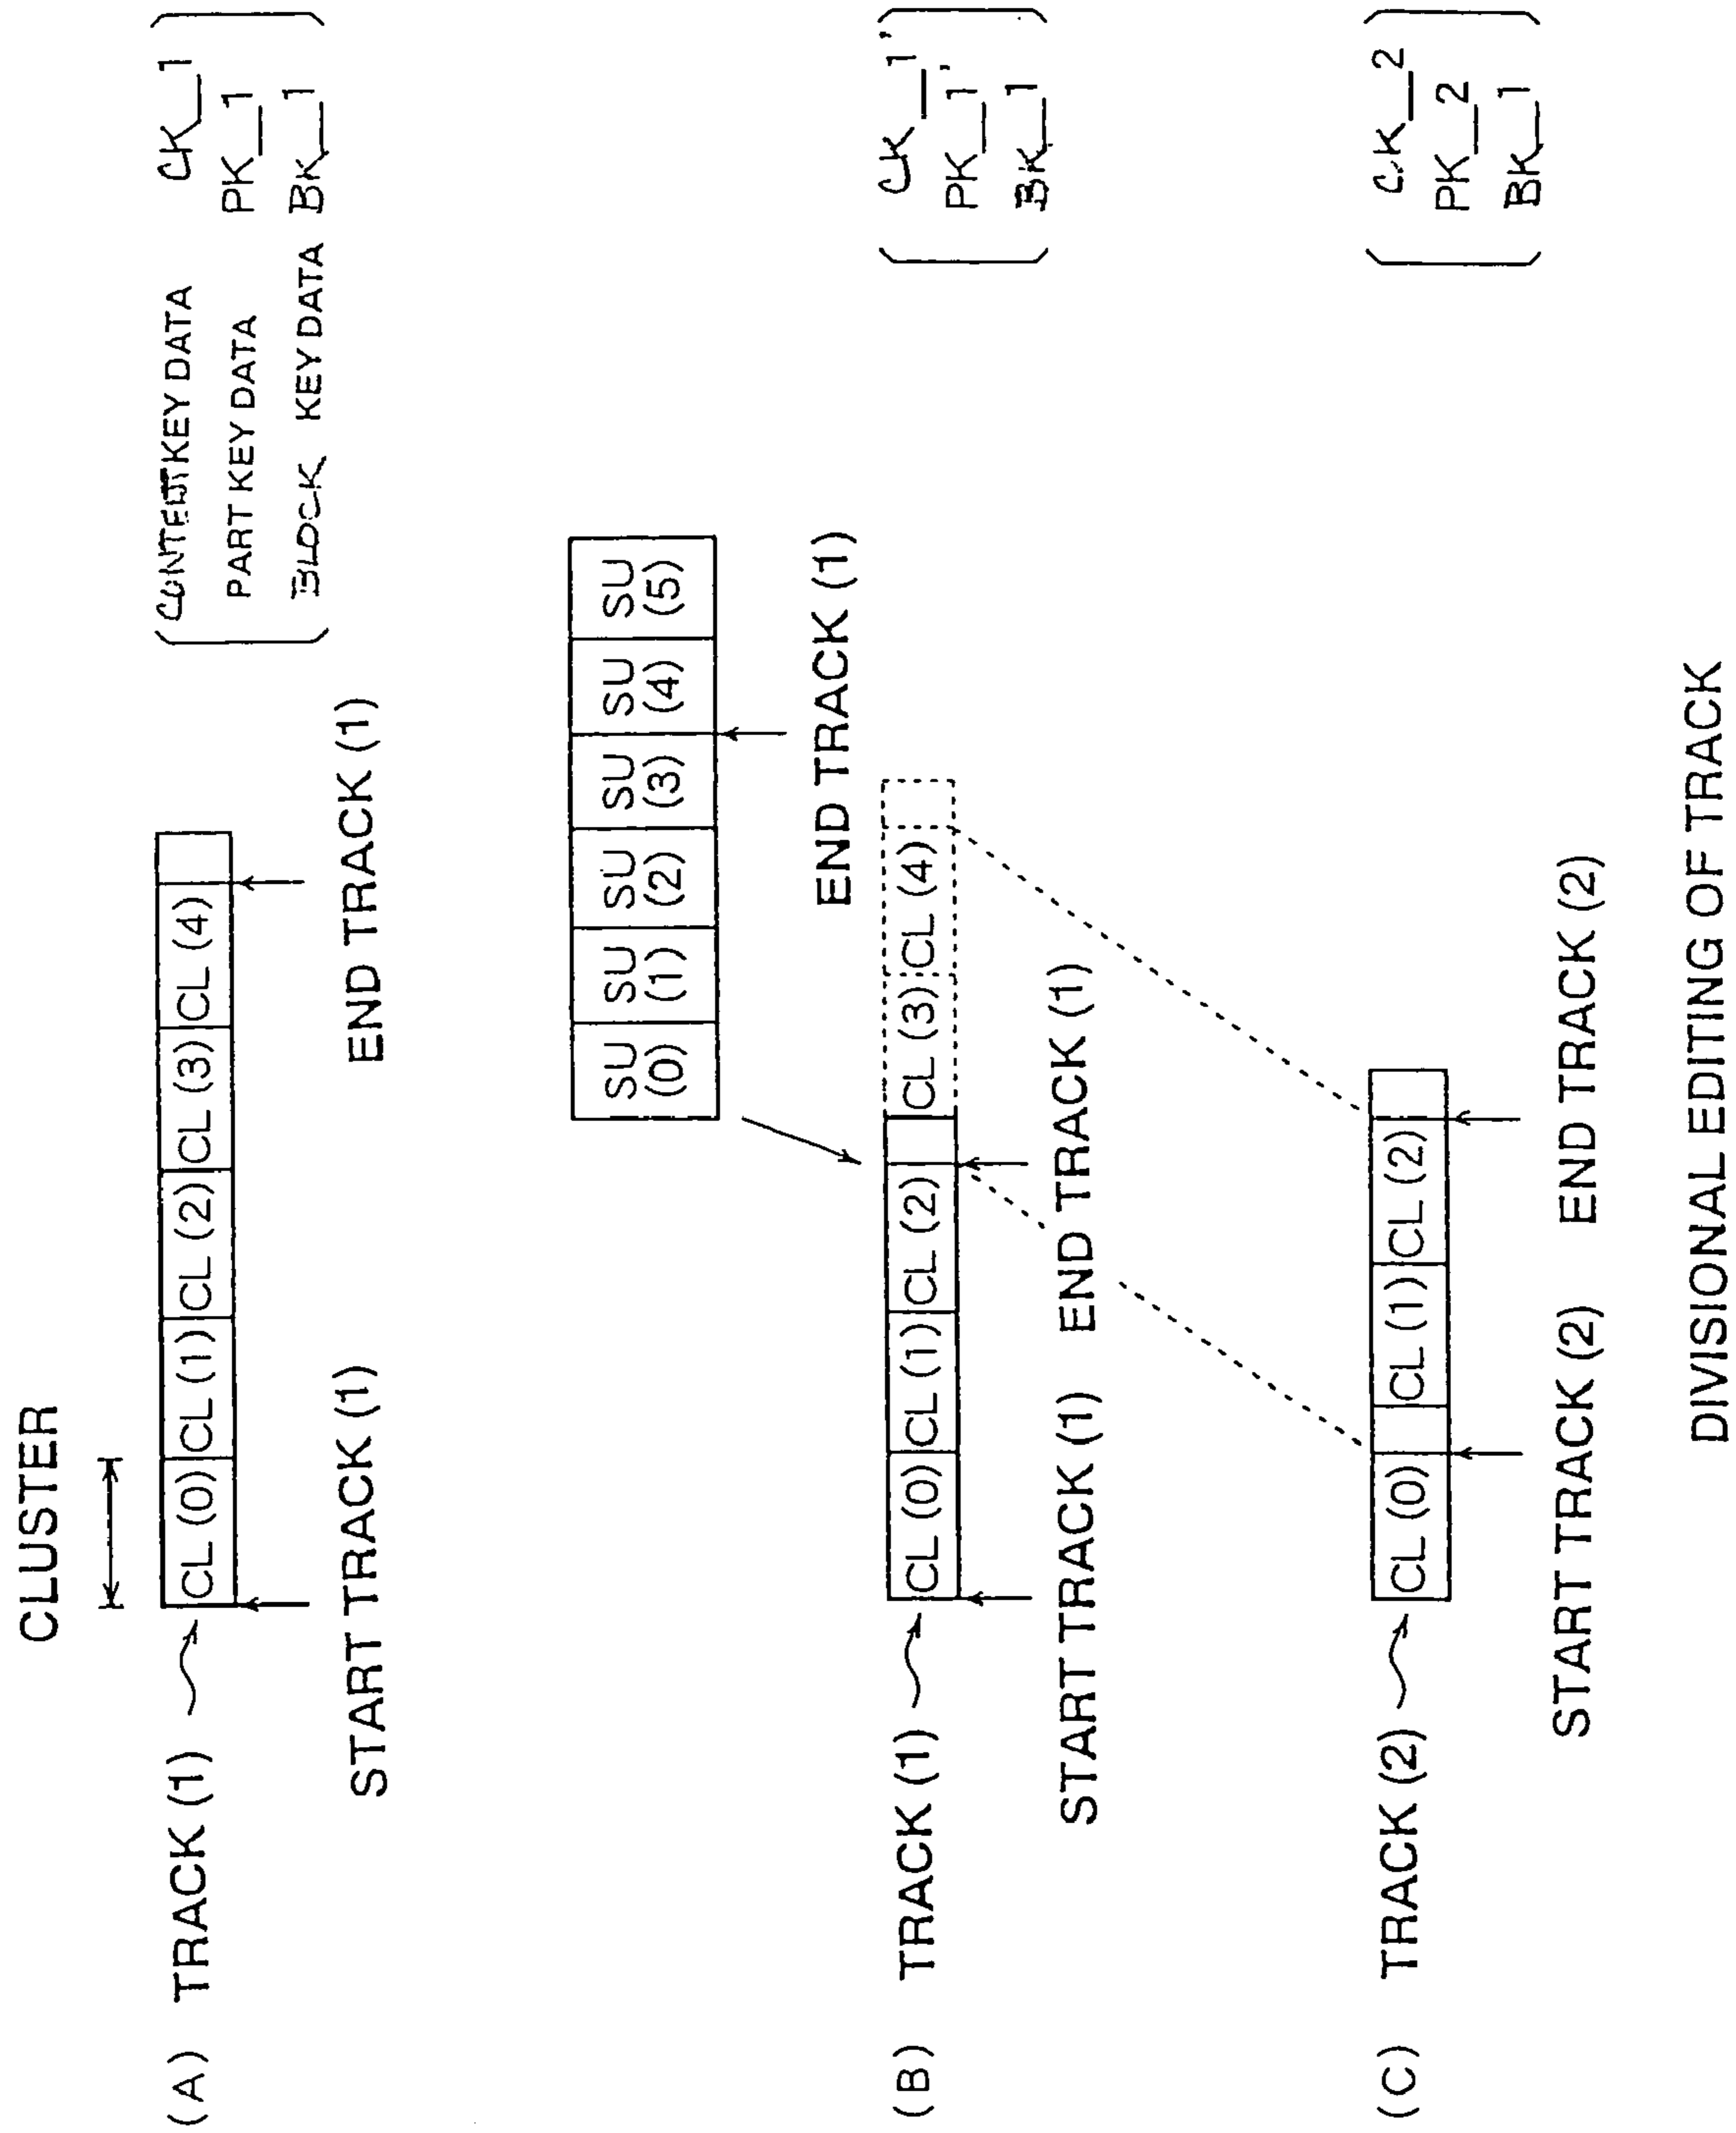 CLUSTER
(A) TRACK (1) CL (0) CL (1) CL (2) CL (3) CL (4)
START TRACK (1) END TRACK (1)
CONTENT KEY DATA CK_1
PART KEY DATA PK_1
BLOCK KEY DATA BK_1
SU (0) SU (1) SU (2) SU (3) SU (4) SU (5)
END TRACK (1)
(B) TRACK (1) CL (0) CL (1) CL (2) CL (3) CL (4)
START TRACK (1) END TRACK (1)
CK_1'
PK_1'
BK_1
(C) TRACK (2) CL (0) CL (1) CL (2)
START TRACK (2) END TRACK (2)
CK_2
PK_2
BK_1
DIVISIONAL EDITING OF TRACK